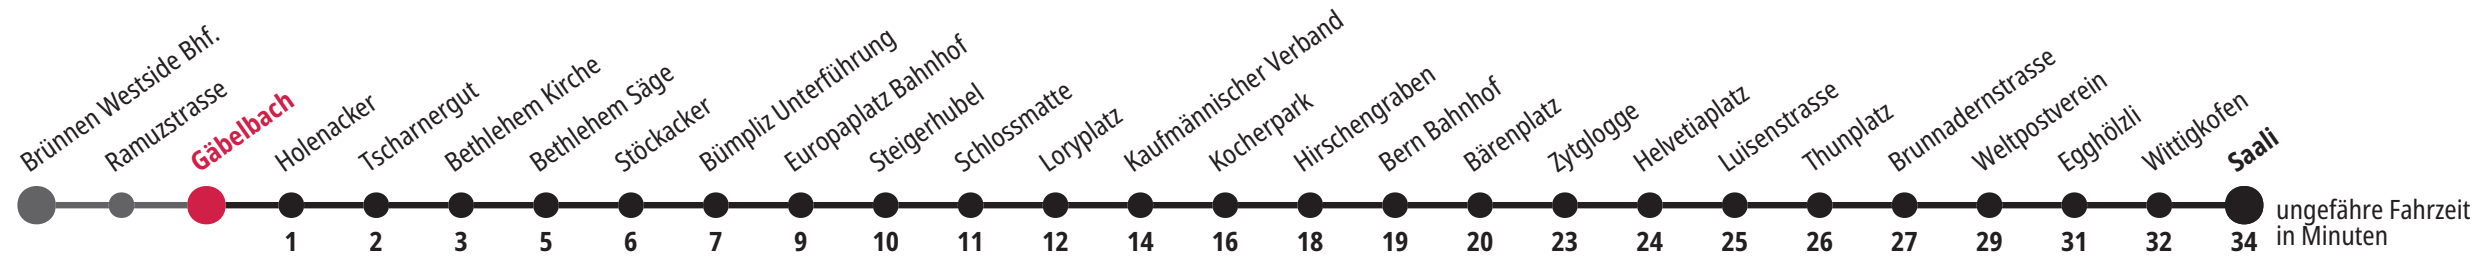 Brünnen Westside Bhf.
Ramuzstrasse
Gäbelbach
Holenacker
Tscharnergut
Bethlehem Kirche
Bethlehem Säge
Stöckacker
Bümpliz Unterführung
Europaplatz Bahnhof
Steigerhubel
Schlossmatte
Loryplatz
Kaufmännischer Verband
Kocherpark
Hirschengraben
Bern Bahnhof
Bärenplatz
Zytglogge
Helvetiaplatz
Luisenstrasse
Thunplatz
Brunnadernstrasse
Weltpostverein
Egghölzli
Wittigkofen
Saali
1 2 3 5 6 7 9 10 11 12 14 16 18 19 20 23 24 25 26 27 29 31 32 34
ungefähre Fahrzeit
in Minuten